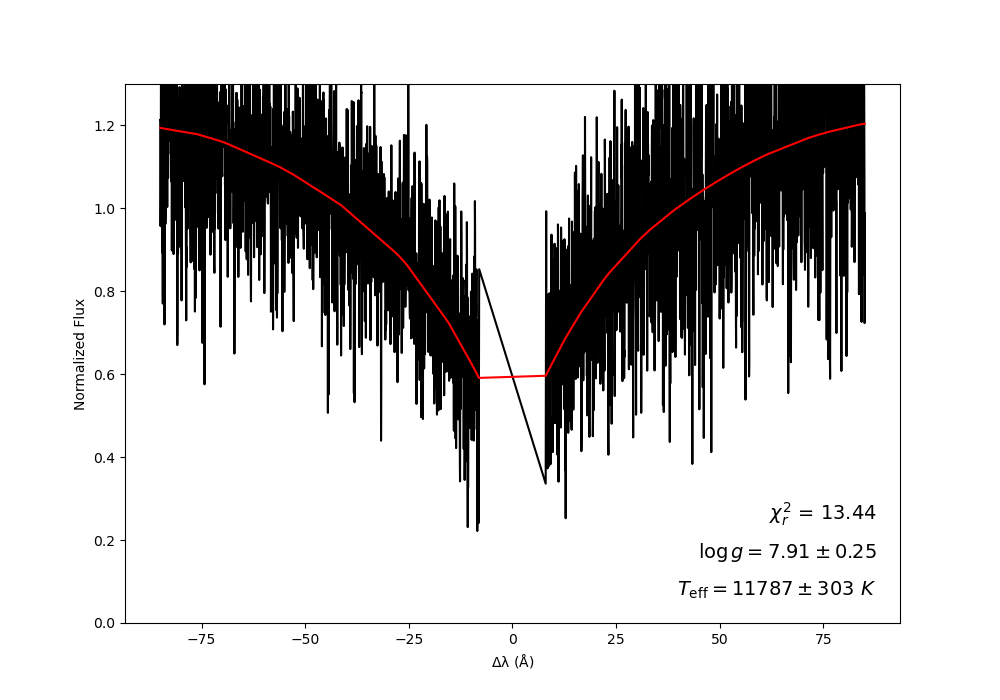 1.2
1.0
0.8
0.6
0.4
0.2
0.0
Normalized Flux
χ²ᵣ = 13.44
log g = 7.91 ± 0.25
T_eff = 11787 ± 303 K
−75 −50 −25 0 25 50 75
Δλ (Å)